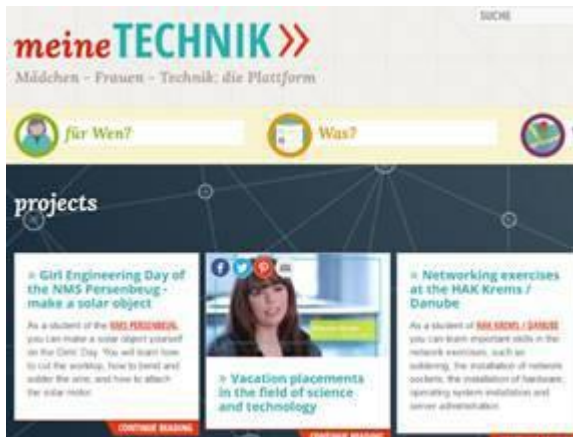 SUCHE
meineTECHNIK
Mädchen - Frauen - Technik: die Plattform
für Wen?
Was?
projects
» Girl Engineering Day of
the NMS Persenbeug -
make a solar object
As a student of the NMS PERSENBEUG,
you can make a solar object yourself
on the Girls' Day. You will learn how
to cut the worktop, how to bend and
solder the wire, and how to attach
the solar motor.
CONTINUE READING
» Vacation placements
in the field of science
and technology
CONTINUE READING
» Networking exercises
at the HAK Krems /
Danube
As a student of HAK KREMS / DANUBE
you can learn important skills in the
network exercises, such as
soldering, the installation of network
sockets, the installation of hardware,
operating system installation and
server administration.